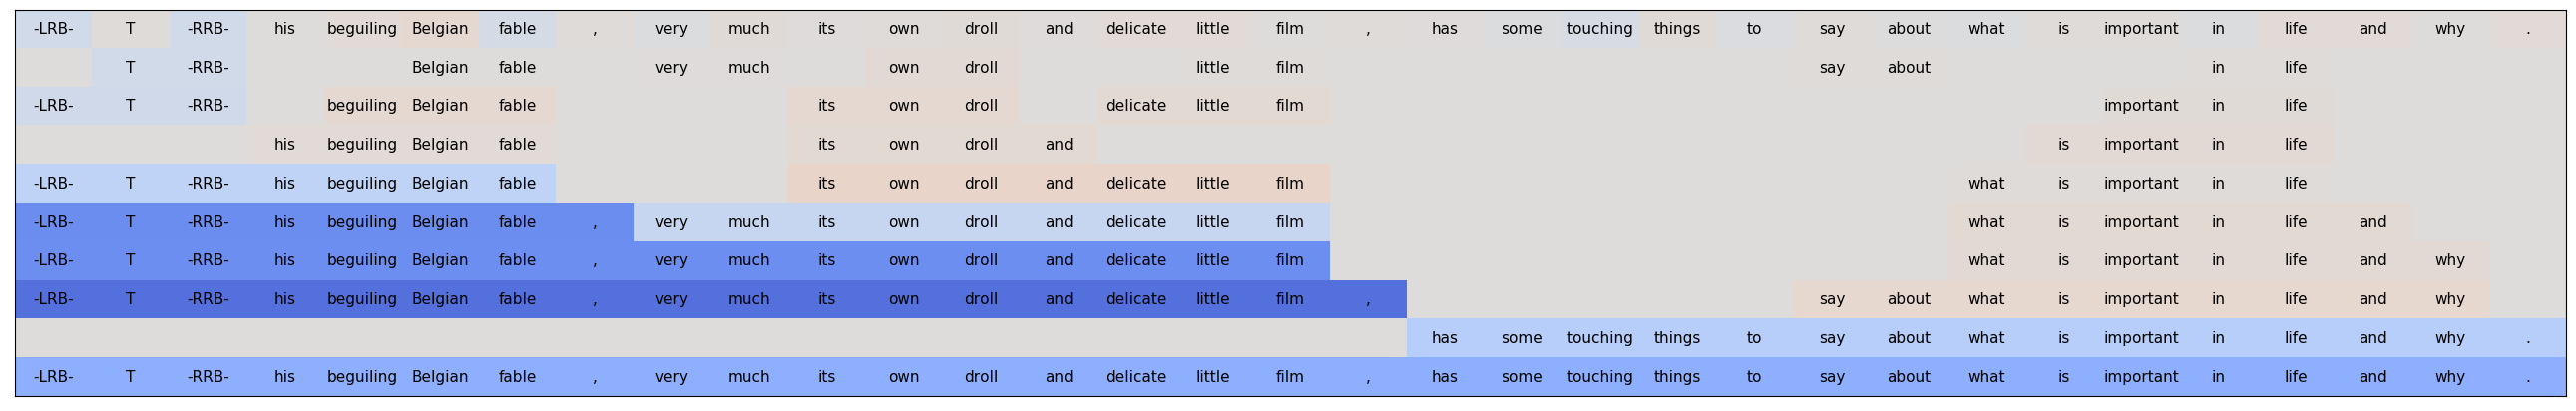 -LRB- T -RRB- his beguiling Belgian fable , very much its own droll and delicate little film , has some touching things to say about what is important in life and why .
T -RRB- Belgian fable very much own droll little film say about in life
-LRB- T -RRB- beguiling Belgian fable its own droll delicate little film important in life
his beguiling Belgian fable its own droll and is important in life
-LRB- T -RRB- his beguiling Belgian fable its own droll and delicate little film what is important in life
-LRB- T -RRB- his beguiling Belgian fable , very much its own droll and delicate little film what is important in life and
-LRB- T -RRB- his beguiling Belgian fable , very much its own droll and delicate little film what is important in life and why
-LRB- T -RRB- his beguiling Belgian fable , very much its own droll and delicate little film , say about what is important in life and why
has some touching things to say about what is important in life and why .
-LRB- T -RRB- his beguiling Belgian fable , very much its own droll and delicate little film , has some touching things to say about what is important in life and why .